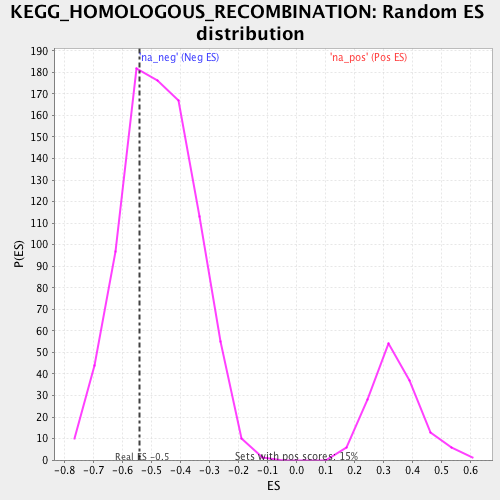 KEGG_HOMOLOGOUS_RECOMBINATION: Random ES
distribution
'na_neg' (Neg ES)
'na_pos' (Pos ES)
190
180
170
160
150
140
130
120
110
100
90
80
70
60
50
40
30
20
10
0
P(ES)
Real ES -0.5
Sets with pos scores: 15%
-0.8 -0.7 -0.6 -0.5 -0.4 -0.3 -0.2 -0.1 0.0 0.1 0.2 0.3 0.4 0.5 0.6
ES